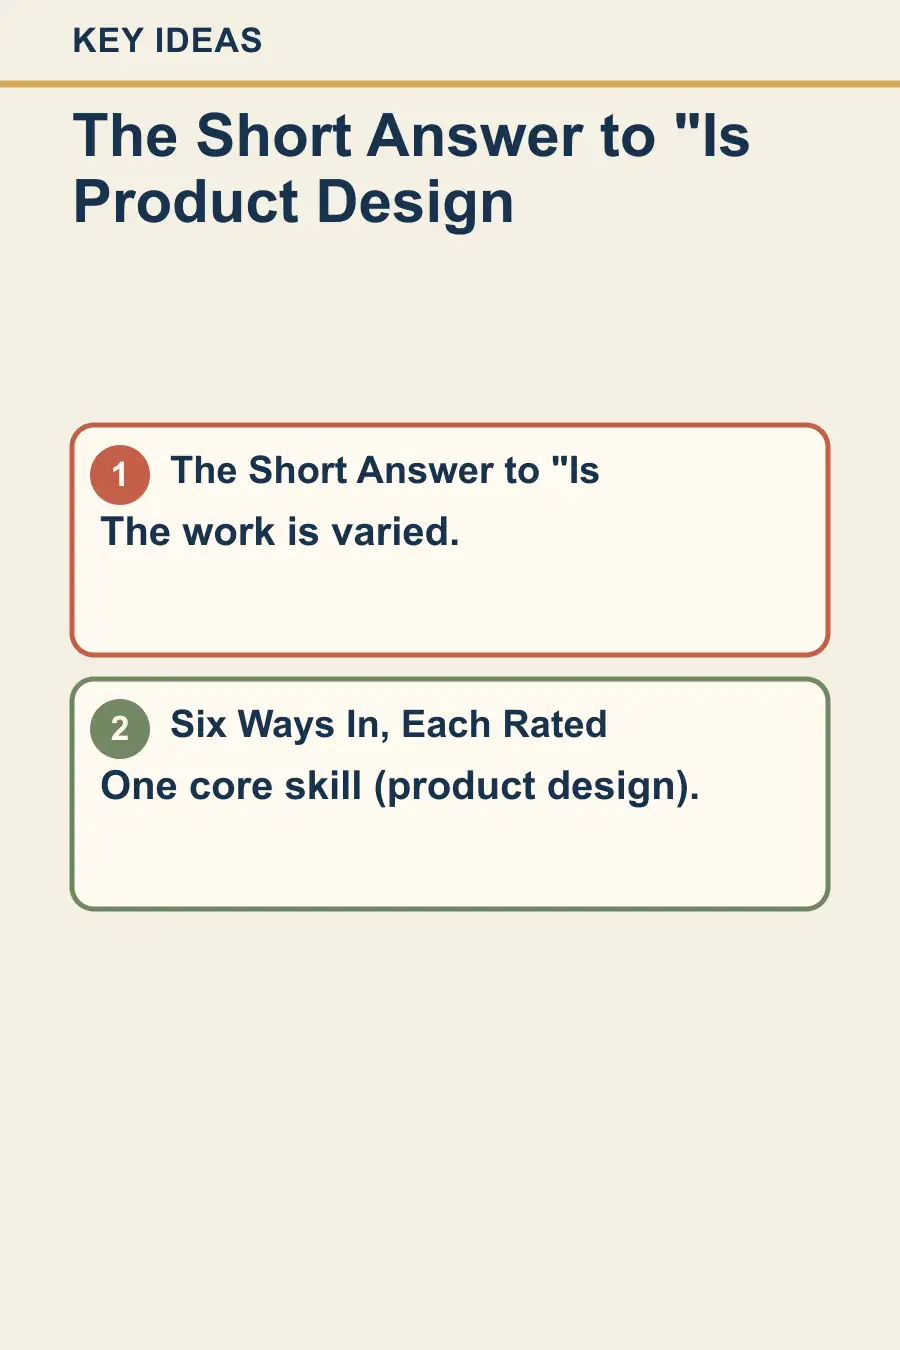 KEY IDEAS
The Short Answer to "Is
Product Design
1 The Short Answer to "Is
The work is varied.
2 Six Ways In, Each Rated
One core skill (product design).